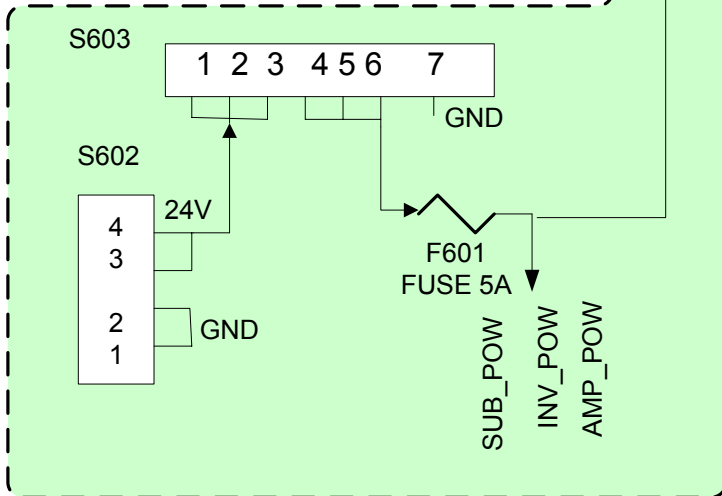 S603
1 2 3 4 5 6 7
GND
S602
24V
4
3
2
1
GND
F601
FUSE 5A
SUB_POW
INV_POW
AMP_POW